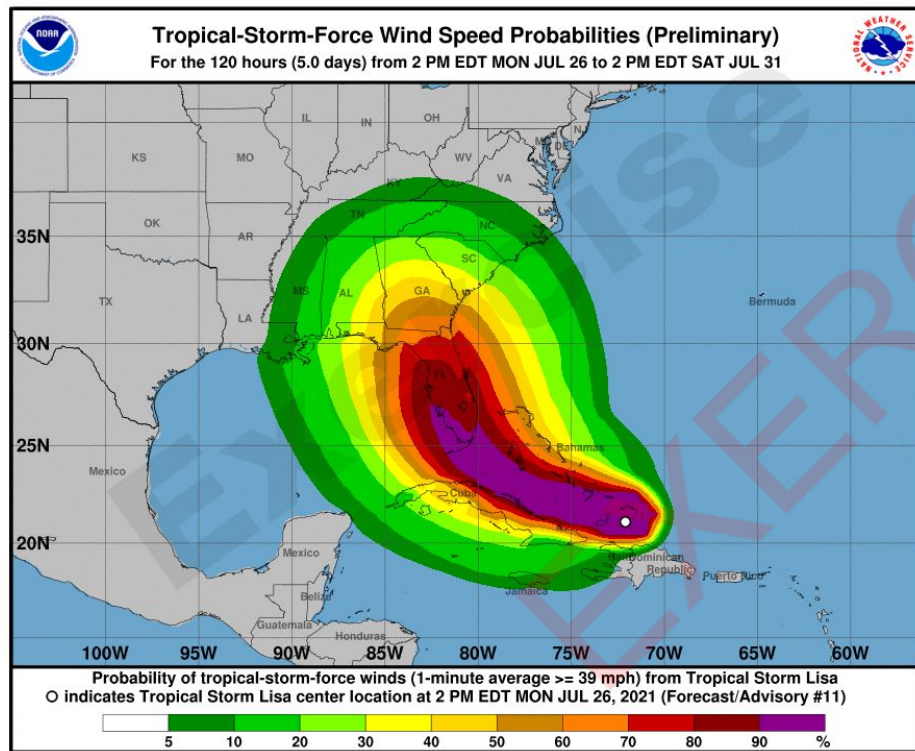 Tropical-Storm-Force Wind Speed Probabilities (Preliminary)
For the 120 hours (5.0 days) from 2 PM EDT MON JUL 26 to 2 PM EDT SAT JUL 31
NOAA
NATIONAL WEATHER SERVICE
IL
IN
OH
NJ
DE
KS
MO
WV
VA
KY
TN
OK
NC
35N
AR
SC
MS
AL
GA
TX
LA
Bermuda
30N
FL
25N
Bahamas
Mexico
Cuba
20N
Mexico
Dominican
Republic
Puerto Rico
Jamaica
Belize
Guatemala
Honduras
100W 95W 90W 85W 80W 75W 70W 65W 60W
Exercise
EXERC
Probability of tropical-storm-force winds (1-minute average >= 39 mph) from Tropical Storm Lisa
O indicates Tropical Storm Lisa center location at 2 PM EDT MON JUL 26, 2021 (Forecast/Advisory #11)
5 10 20 30 40 50 60 70 80 90 %